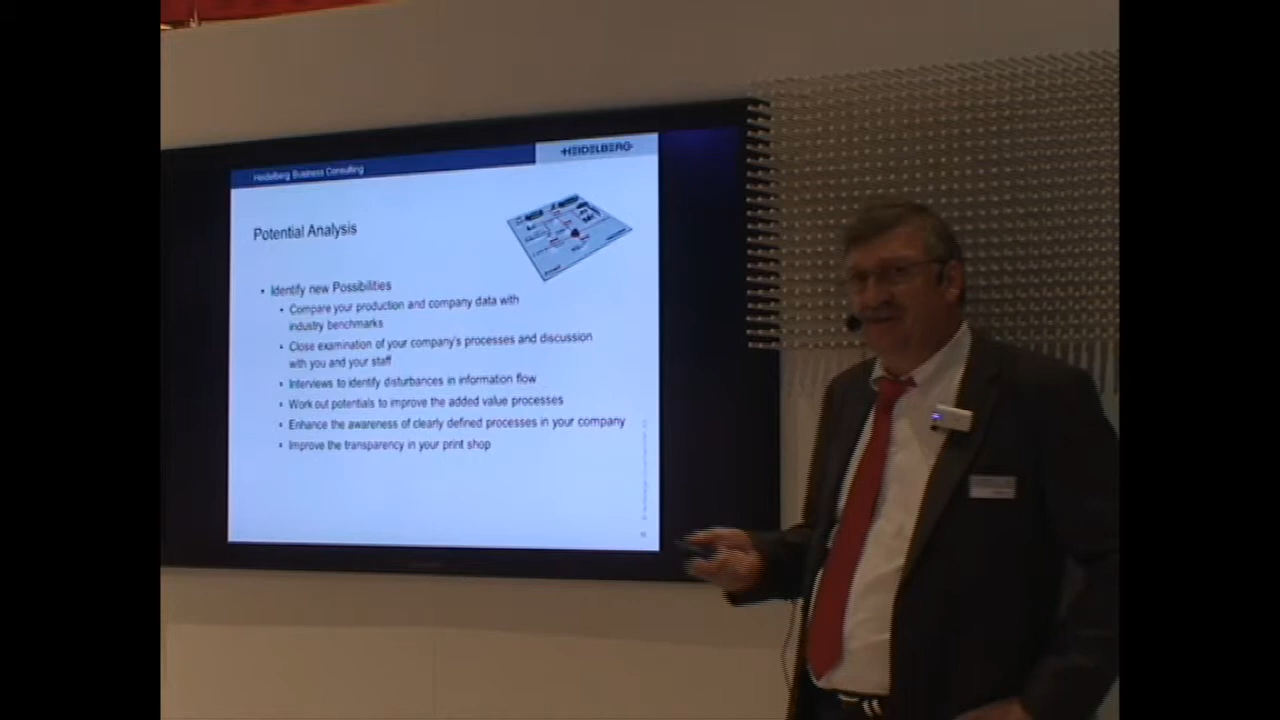 Heidelberg Business Consulting
HEIDELBERG
Potential Analysis
• Identify new Possibilities
• Compare your production and company data with
industry benchmarks
• Close examination of your company's processes and discussion
with you and your staff
• Interviews to identify disturbances in information flow
• Work out potentials to improve the added value processes
• Enhance the awareness of clearly defined processes in your company
• Improve the transparency in your print shop